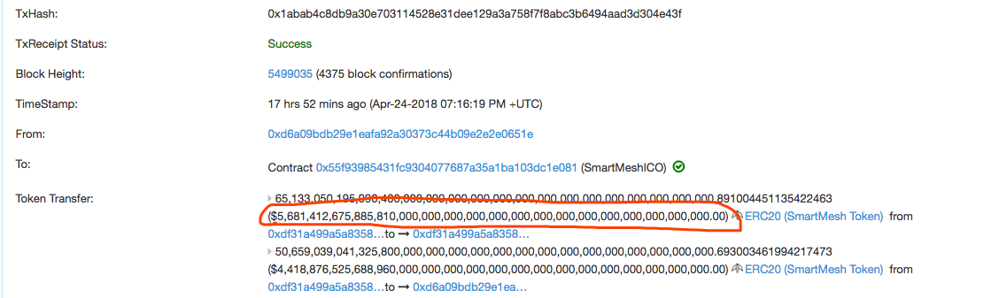 TxHash: 0x1abab4c8db9a30e703114528e31dee129a3a758f7f8abc3b6494aad3d304e43f
TxReceipt Status: Success
Block Height: 5499035 (4375 block confirmations)
TimeStamp: 17 hrs 52 mins ago (Apr-24-2018 07:16:19 PM +UTC)
From: 0xd6a09bdb29e1eafa92a30373c44b09e2e2e0651e
To: Contract 0x55f93985431fc9304077687a35a1ba103dc1e081 (SmartMeshICO)
Token Transfer: 65,133,050,195,990,400,000,000,000,000,000,000,000,000,000,000,000,000,000,000,000,000.891004451135422463
($5,681,412,675,885,810,000,000,000,000,000,000,000,000,000,000,000,000,000,000,000,000.00) ERC20 (SmartMesh Token) from
0xdf31a499a5a8358...to 0xdf31a499a5a8358...
50,659,039,041,325,800,000,000,000,000,000,000,000,000,000,000,000,000,000,000,000,000.693003461994217473
($4,418,876,525,688,960,000,000,000,000,000,000,000,000,000,000,000,000,000,000,000,000.00) ERC20 (SmartMesh Token) from
0xdf31a499a5a8358...to 0xd6a09bdb29e1ea...